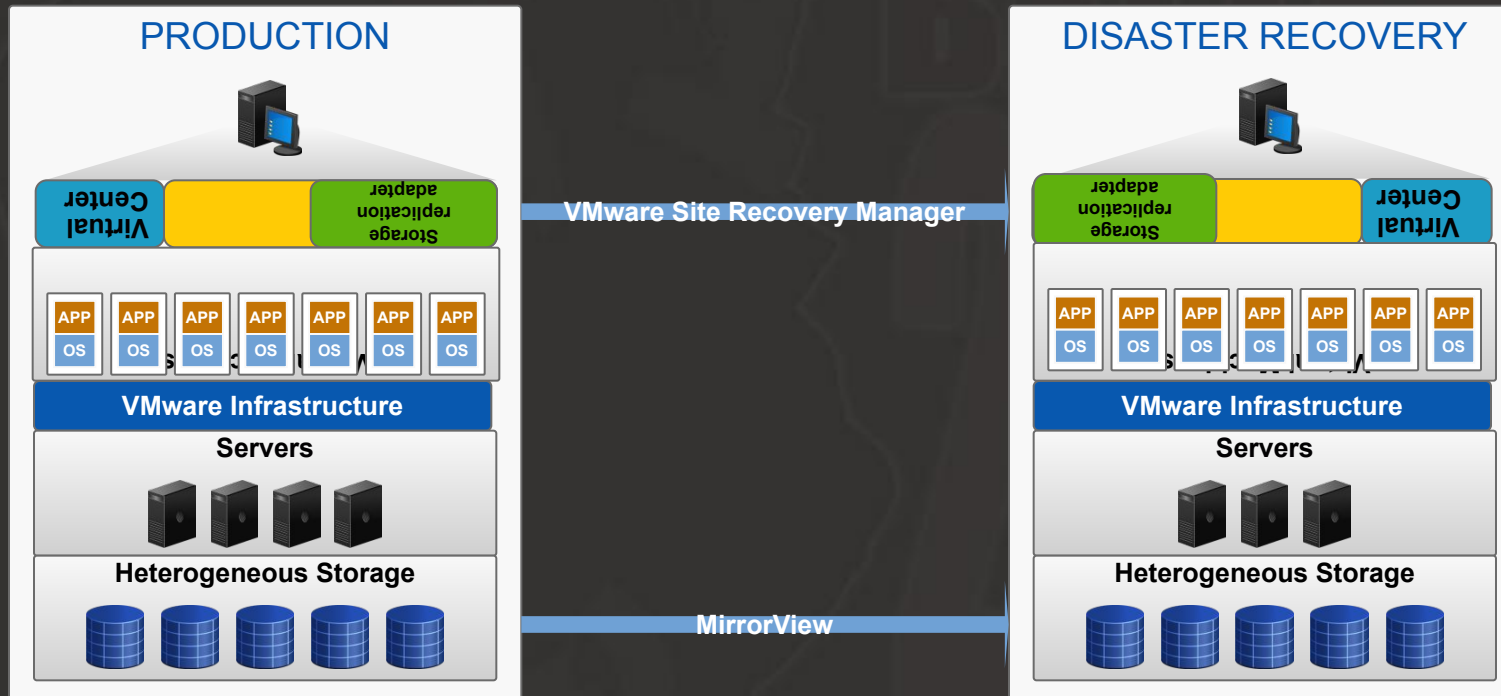 PRODUCTION
Virtual
Center
Storage
replication
adapter
APP APP APP APP APP APP APP
OS OS OS OS OS OS OS
VMware Infrastructure
Servers
Heterogeneous Storage
VMware Site Recovery Manager
MirrorView
DISASTER RECOVERY
Storage
replication
adapter
Virtual
Center
APP APP APP APP APP APP APP
OS OS OS OS OS OS OS
VMware Infrastructure
Servers
Heterogeneous Storage